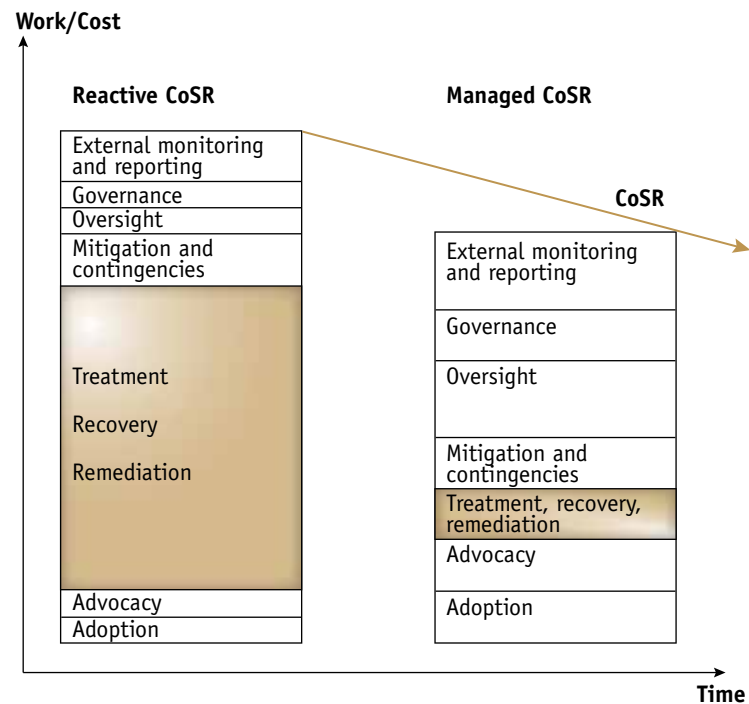 Work/Cost
Reactive CoSR
External monitoring
and reporting
Governance
Oversight
Mitigation and
contingencies
Treatment
Recovery
Remediation
Advocacy
Adoption
Managed CoSR
CoSR
External monitoring
and reporting
Governance
Oversight
Mitigation and
contingencies
Treatment, recovery,
remediation
Advocacy
Adoption
Time